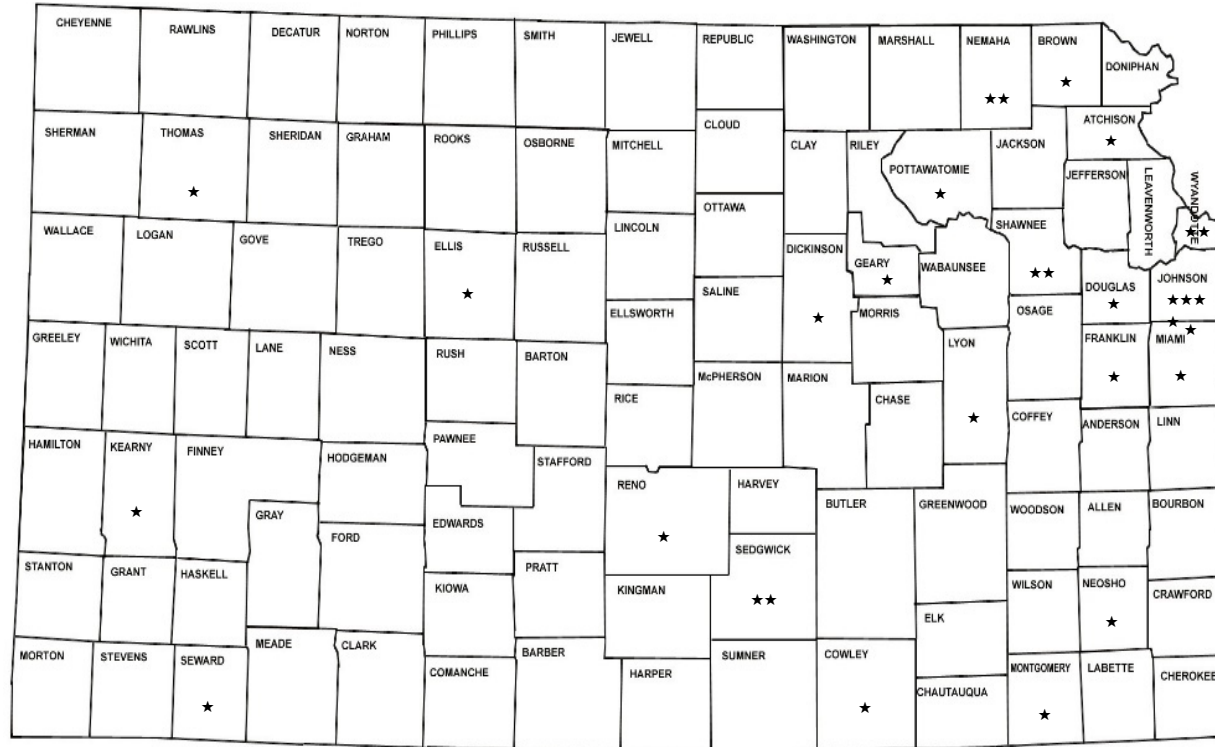 CHEYENNE
RAWLINS
DECATUR
NORTON
PHILLIPS
SMITH
JEWELL
REPUBLIC
WASHINGTON
MARSHALL
NEMAHA
BROWN
DONIPHAN
SHERMAN
THOMAS
SHERIDAN
GRAHAM
ROOKS
OSBORNE
MITCHELL
CLOUD
CLAY
RILEY
POTTAWATOMIE
JACKSON
ATCHISON
JEFFERSON
LEAVENWORTH
WYANDOTTE
WALLACE
LOGAN
GOVE
TREGO
ELLIS
RUSSELL
LINCOLN
OTTAWA
DICKINSON
GEARY
WABAUNSEE
SHAWNEE
DOUGLAS
JOHNSON
ELLSWORTH
SALINE
MORRIS
OSAGE
GREELEY
WICHITA
SCOTT
LANE
NESS
RUSH
BARTON
RICE
McPHERSON
MARION
CHASE
LYON
FRANKLIN
MIAMI
HAMILTON
KEARNY
FINNEY
HODGEMAN
PAWNEE
STAFFORD
RENO
HARVEY
BUTLER
GREENWOOD
COFFEY
ANDERSON
LINN
GRAY
FORD
EDWARDS
SEDGWICK
WOODSON
ALLEN
BOURBON
STANTON
GRANT
HASKELL
KIOWA
PRATT
KINGMAN
ELK
WILSON
NEOSHO
CRAWFORD
MORTON
STEVENS
SEWARD
MEADE
CLARK
COMANCHE
BARBER
HARPER
SUMNER
COWLEY
CHAUTAUQUA
MONTGOMERY
LABETTE
CHEROKEE